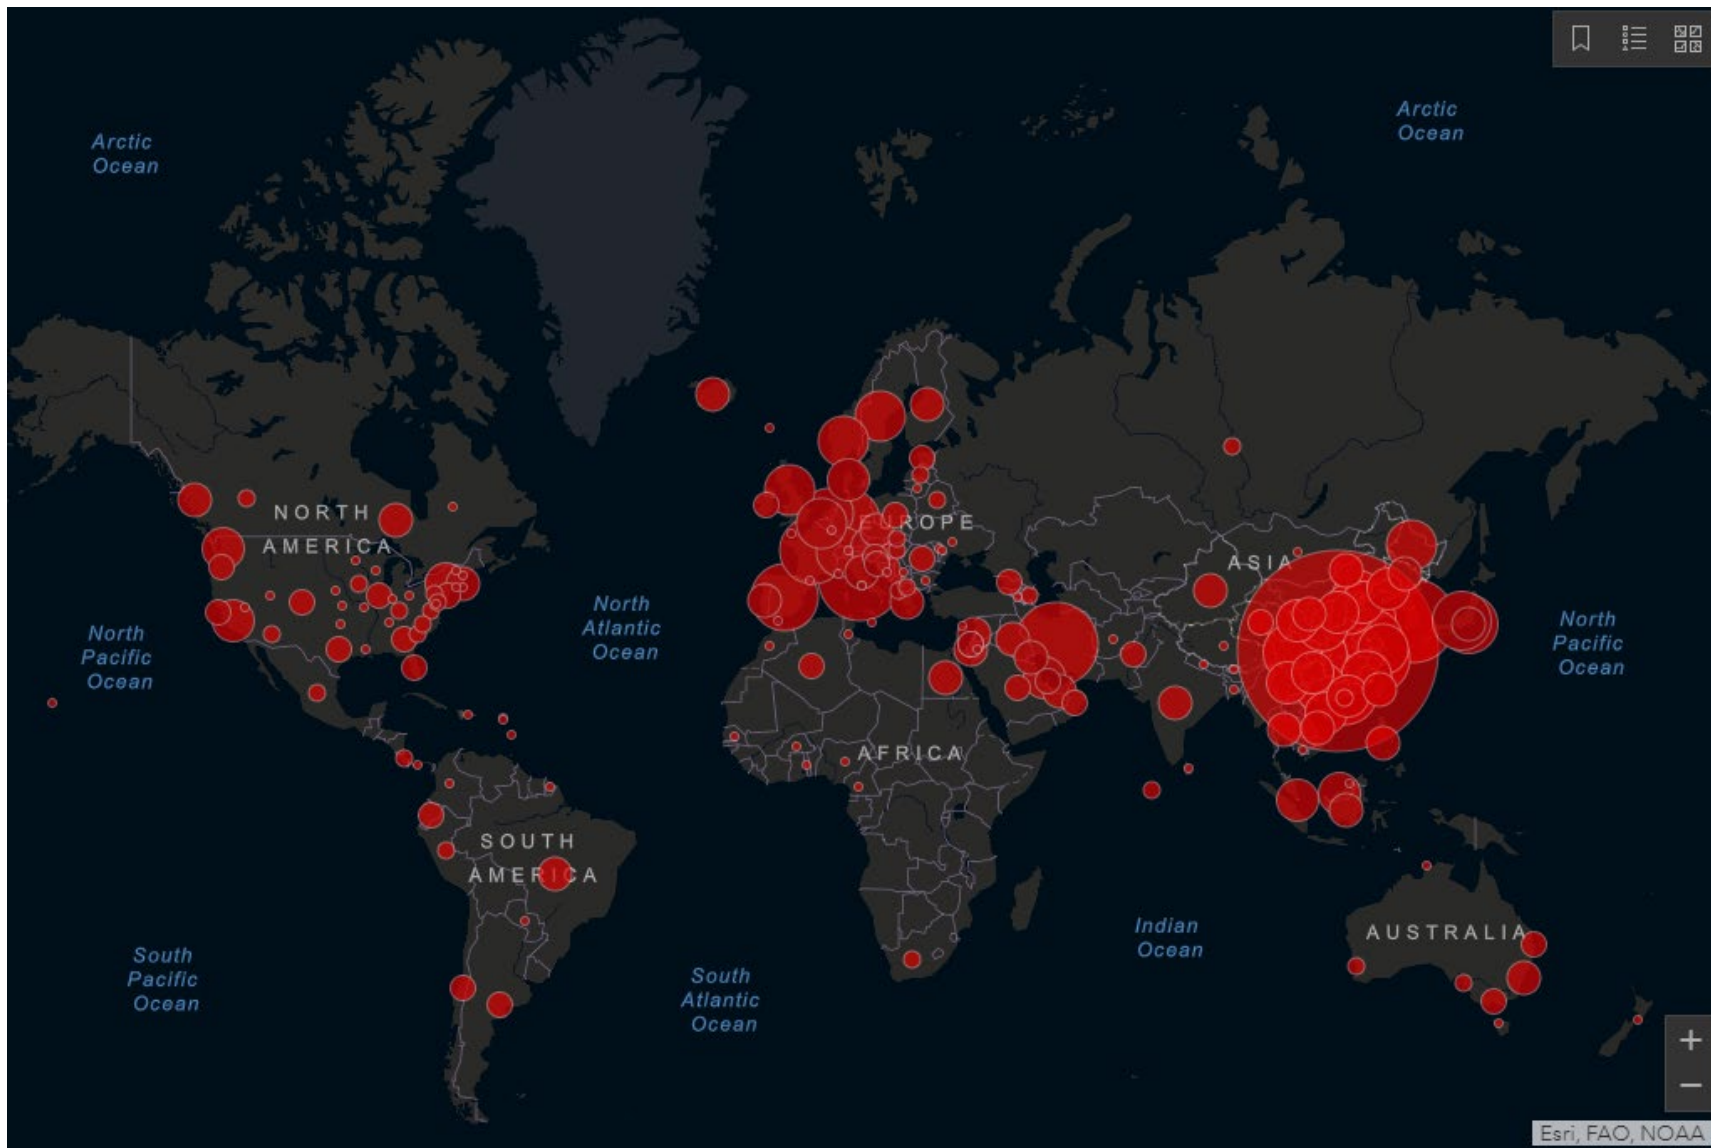 Arctic
Ocean
Arctic
Ocean
NORTH
AMERICA
EUROPE
ASIA
North
Pacific
Ocean
North
Atlantic
Ocean
North
Pacific
Ocean
AFRICA
SOUTH
AMERICA
Indian
Ocean
AUSTRALIA
South
Pacific
Ocean
South
Atlantic
Ocean
+
−
Esri, FAO, NOAA